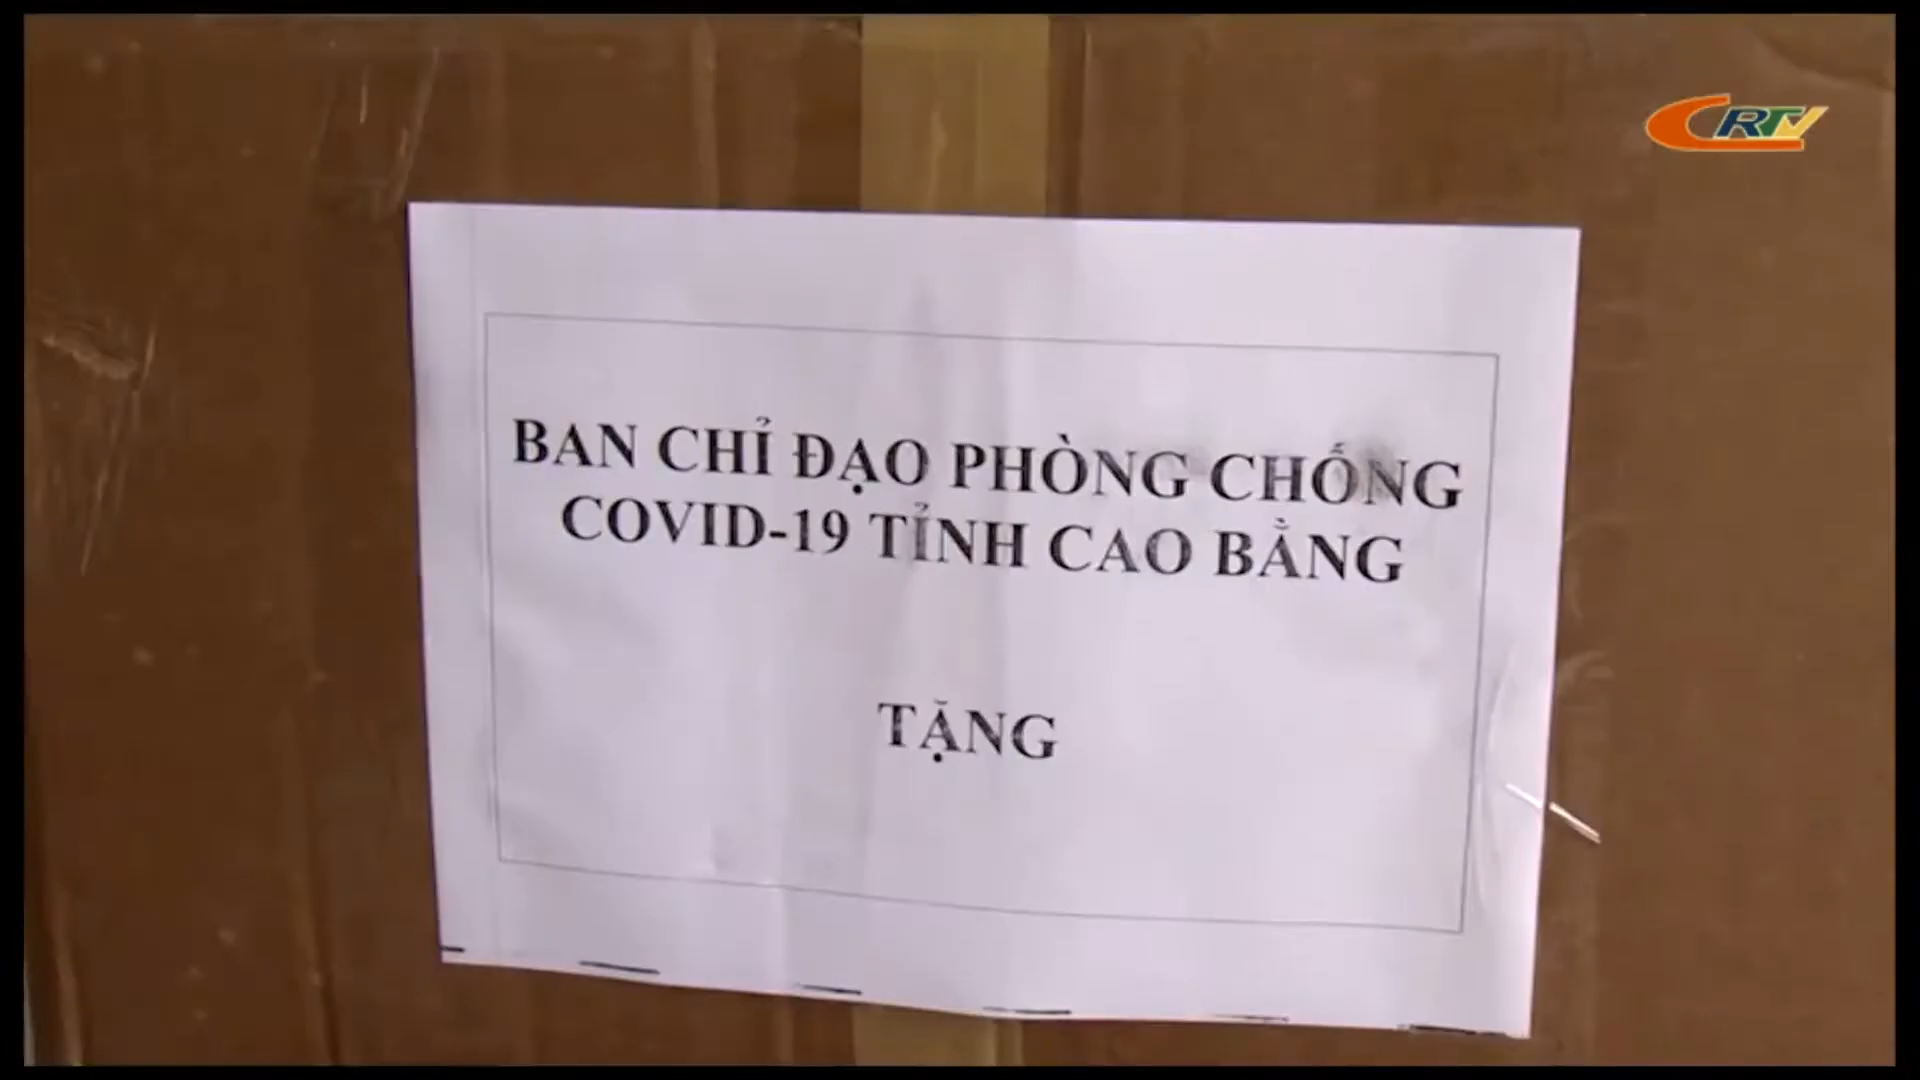 CRTV
BAN CHỈ ĐẠO PHÒNG CHỐNG
COVID-19 TỈNH CAO BẰNG
TẶNG